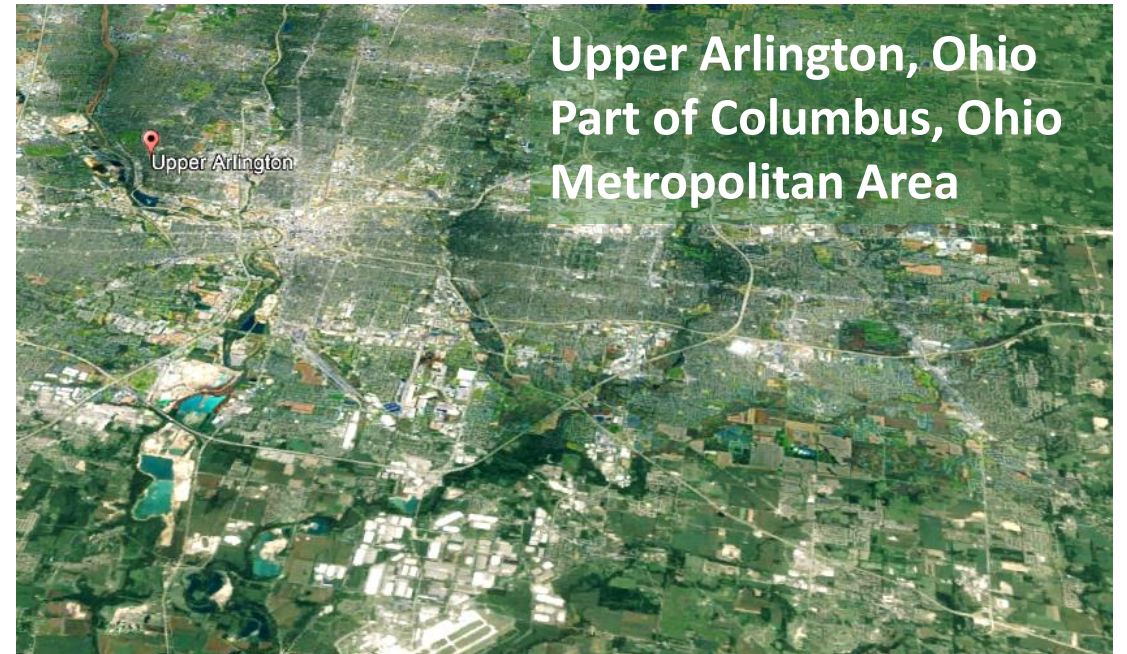 Upper Arlington, Ohio
Part of Columbus, Ohio
Metropolitan Area
Upper Arlington